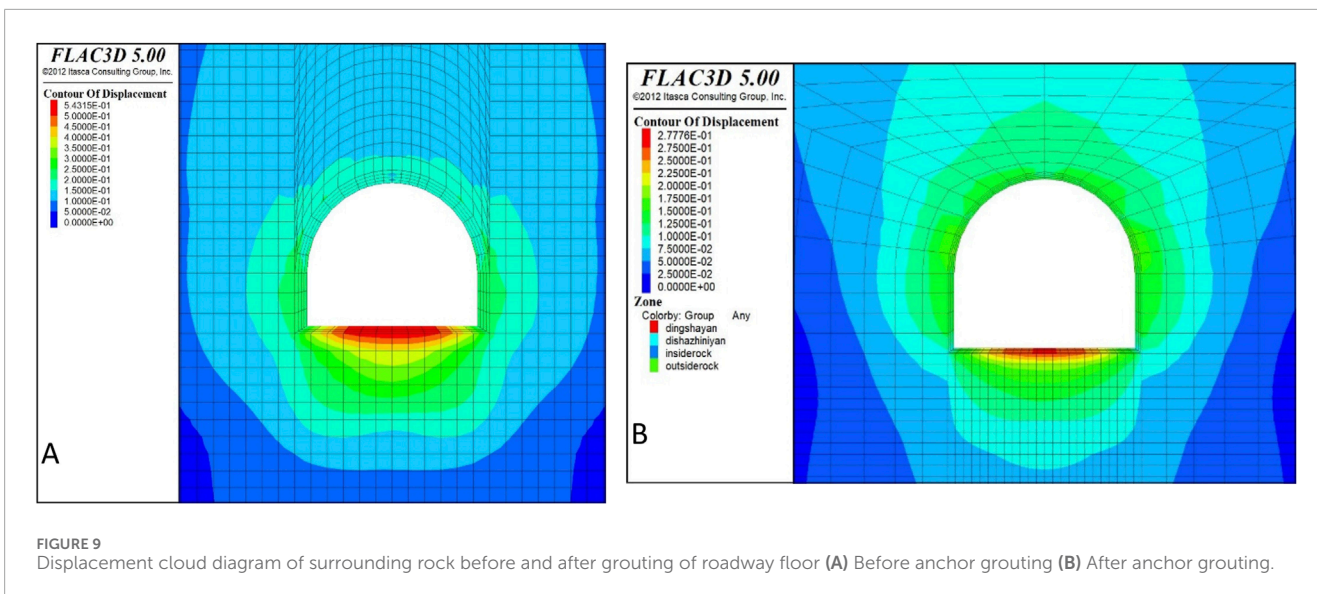 FLAC3D 5.00
©2012 Itasca Consulting Group, Inc.
Contour Of Displacement
5.4315E-01
5.0000E-01
4.5000E-01
4.0000E-01
3.5000E-01
3.0000E-01
2.5000E-01
2.0000E-01
1.5000E-01
1.0000E-01
5.0000E-02
0.0000E+00
A
FLAC3D 5.00
©2012 Itasca Consulting Group, Inc.
Contour Of Displacement
2.7776E-01
2.7500E-01
2.5000E-01
2.2500E-01
2.0000E-01
1.7500E-01
1.5000E-01
1.2500E-01
1.0000E-01
7.5000E-02
5.0000E-02
2.5000E-02
0.0000E+00
Zone
Colorby: Group Any
dingshayan
dishazhiniyan
insiderock
outsiderock
B
FIGURE 9
Displacement cloud diagram of surrounding rock before and after grouting of roadway floor (A) Before anchor grouting (B) After anchor grouting.